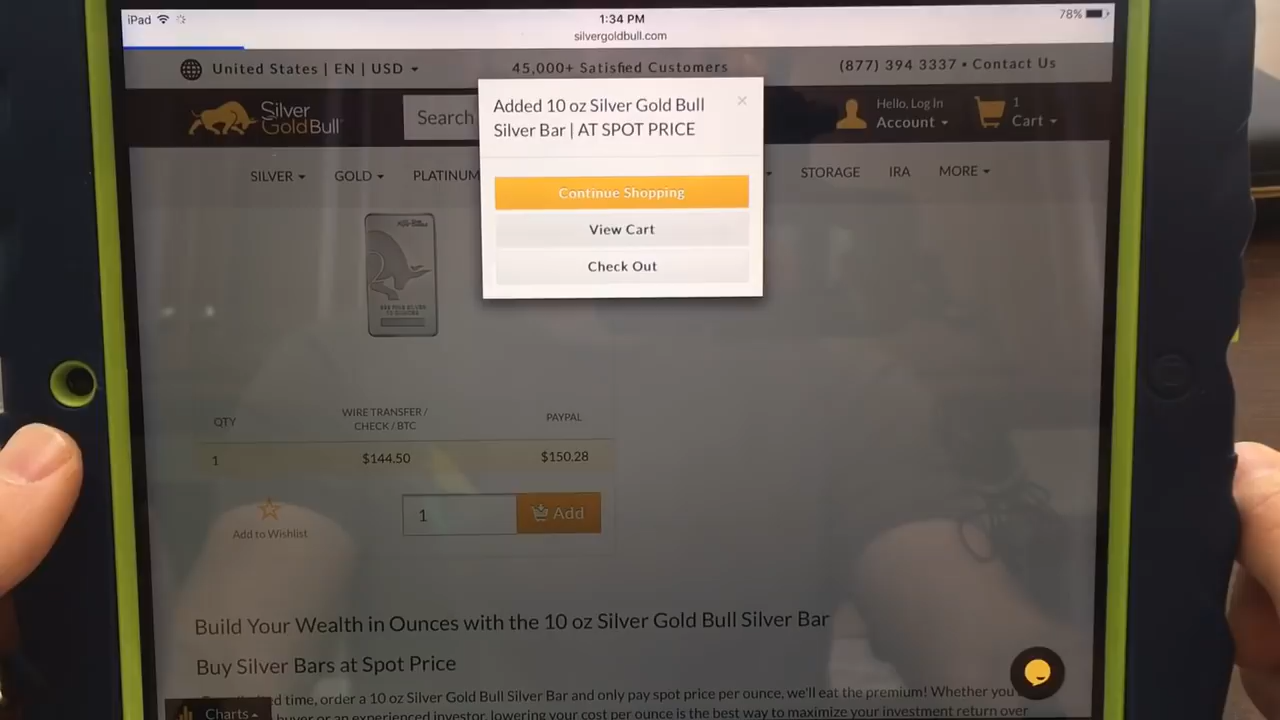 iPad
1:34 PM
78%
silvergoldbull.com
United States | EN | USD
45,000+ Satisfied Customers
(877) 394 3337 • Contact Us
Silver
GoldBull
Search
Added 10 oz Silver Gold Bull
Silver Bar | AT SPOT PRICE
×
Hello, Log In
Account
1
Cart
SILVER
GOLD
PLATINUM
STORAGE
IRA
MORE
Continue Shopping
View Cart
Check Out
QTY
WIRE TRANSFER /
CHECK / BTC
PAYPAL
1
$144.50
$150.28
Add to Wishlist
1
Add
Build Your Wealth in Ounces with the 10 oz Silver Gold Bull Silver Bar
Buy Silver Bars at Spot Price
time, order a 10 oz Silver Gold Bull Silver Bar and only pay spot price per ounce, we'll eat the premium! Whether you
Charts
buyer or an experienced investor, lowering your cost per ounce is the best way to maximize your investment return over